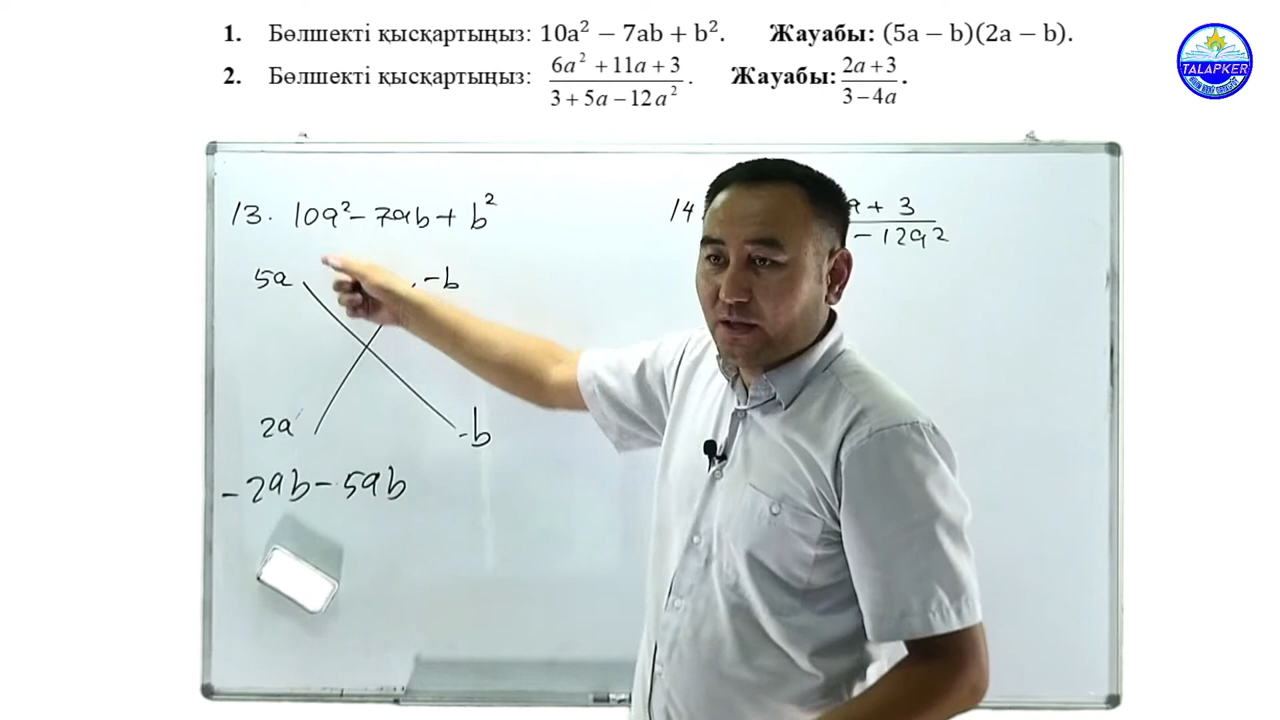 1. Бөлшекті қысқартыңыз: 10a² − 7ab + b². Жауабы: (5a − b)(2a − b).
2. Бөлшекті қысқартыңыз: (6a² + 11a + 3)/(3 + 5a − 12a²). Жауабы: (2a + 3)/(3 − 4a).
TALAPKER
13. 10a² − 7ab + b²
14
a + 3
− 12a²
5a −b
2a −b
−2ab − 5ab